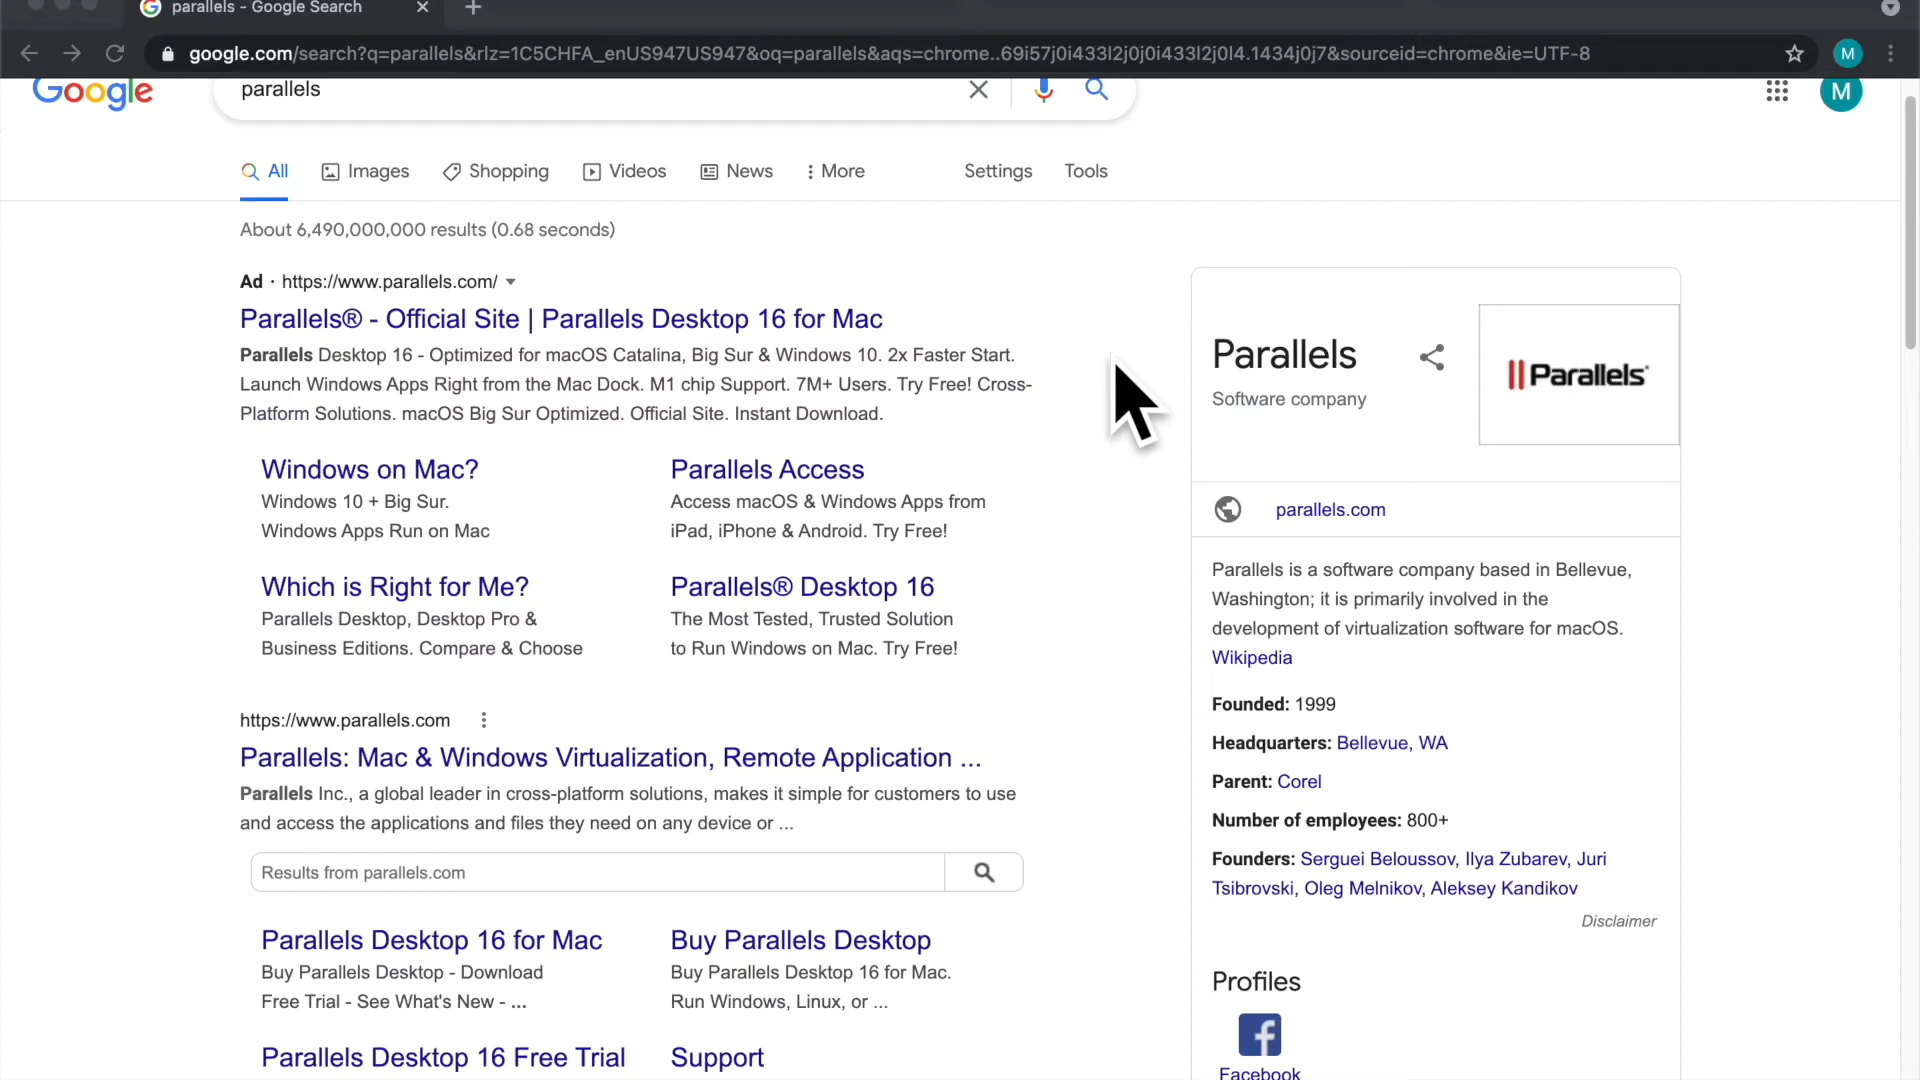 parallels - Google Search
google.com/search?q=parallels&rlz=1C5CHFA_enUS947US947&oq=parallels&aqs=chrome..69i57j0i433l2j0j0i433l2j0l4.1434j0j7&sourceid=chrome&ie=UTF-8
M
Google
parallels
M
All
Images
Shopping
Videos
News
More
Settings
Tools
About 6,490,000,000 results (0.68 seconds)
Ad · https://www.parallels.com/
Parallels® - Official Site | Parallels Desktop 16 for Mac
Parallels Desktop 16 - Optimized for macOS Catalina, Big Sur & Windows 10. 2x Faster Start.
Launch Windows Apps Right from the Mac Dock. M1 chip Support. 7M+ Users. Try Free! Cross-
Platform Solutions. macOS Big Sur Optimized. Official Site. Instant Download.
Windows on Mac?
Windows 10 + Big Sur.
Windows Apps Run on Mac
Parallels Access
Access macOS & Windows Apps from
iPad, iPhone & Android. Try Free!
Which is Right for Me?
Parallels Desktop, Desktop Pro &
Business Editions. Compare & Choose
Parallels® Desktop 16
The Most Tested, Trusted Solution
to Run Windows on Mac. Try Free!
https://www.parallels.com
Parallels: Mac & Windows Virtualization, Remote Application ...
Parallels Inc., a global leader in cross-platform solutions, makes it simple for customers to use
and access the applications and files they need on any device or ...
Results from parallels.com
Parallels Desktop 16 for Mac
Buy Parallels Desktop - Download
Free Trial - See What's New - ...
Buy Parallels Desktop
Buy Parallels Desktop 16 for Mac.
Run Windows, Linux, or ...
Parallels Desktop 16 Free Trial
Support
Parallels
Software company
Parallels®
parallels.com
Parallels is a software company based in Bellevue,
Washington; it is primarily involved in the
development of virtualization software for macOS.
Wikipedia
Founded: 1999
Headquarters: Bellevue, WA
Parent: Corel
Number of employees: 800+
Founders: Serguei Beloussov, Ilya Zubarev, Juri
Tsibrovski, Oleg Melnikov, Aleksey Kandikov
Disclaimer
Profiles
Facebook